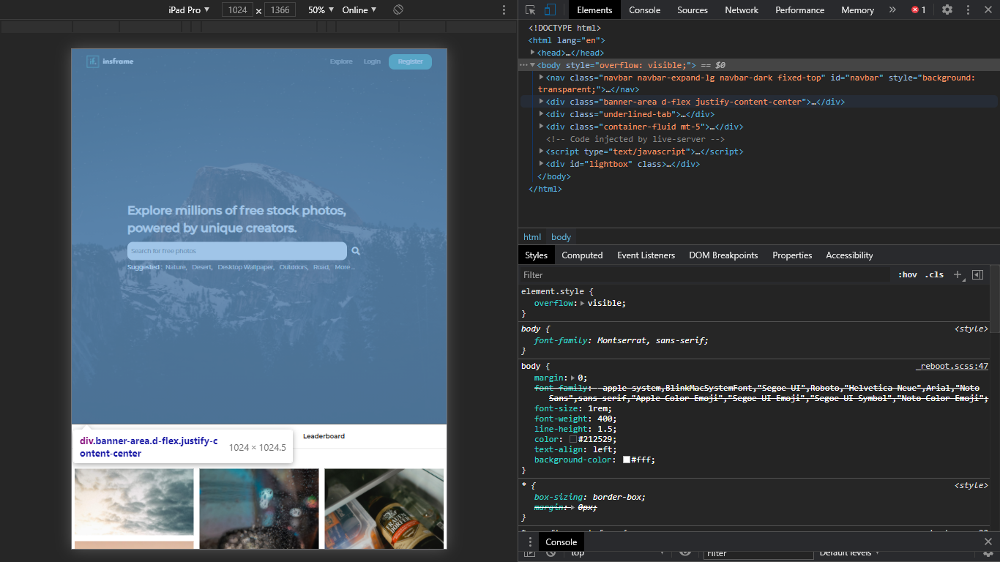 iPad Pro ▼ 1024 × 1366 50% ▼ Online ▼
if. insframe Explore Login Register
Explore millions of free stock photos,
powered by unique creators.
Search for free photos
Suggested : Nature, Desert, Desktop Wallpaper, Outdoors, Road, More ...
div.banner-area.d-flex.justify-c
ontent-center 1024 × 1024.5
Leaderboard
FRAUEN
DORFER
Elements Console Sources Network Performance Memory » 1
<!DOCTYPE html>
<html lang="en">
<head>…</head>
<body style="overflow: visible;"> == $0
<nav class="navbar navbar-expand-lg navbar-dark fixed-top" id="navbar" style="background:
transparent;">…</nav>
<div class="banner-area d-flex justify-content-center">…</div>
<div class="underlined-tab">…</div>
<div class="container-fluid mt-5">…</div>
<!-- Code injected by live-server -->
<script type="text/javascript">…</script>
<div id="lightbox" class>…</div>
</body>
</html>
html body
Styles Computed Event Listeners DOM Breakpoints Properties Accessibility
Filter :hov .cls +
element.style {
overflow: visible;
}
body { <style>
font-family: Montserrat, sans-serif;
}
body { _reboot.scss:47
margin: 0;
font-family: -apple-system,BlinkMacSystemFont,"Segoe UI",Roboto,"Helvetica Neue",Arial,"Noto
Sans",sans-serif,"Apple Color Emoji","Segoe UI Emoji","Segoe UI Symbol","Noto Color Emoji";
font-size: 1rem;
font-weight: 400;
line-height: 1.5;
color: #212529;
text-align: left;
background-color: #fff;
}
* { <style>
box-sizing: border-box;
margin: 0px;
}
Console
top Filter Default levels